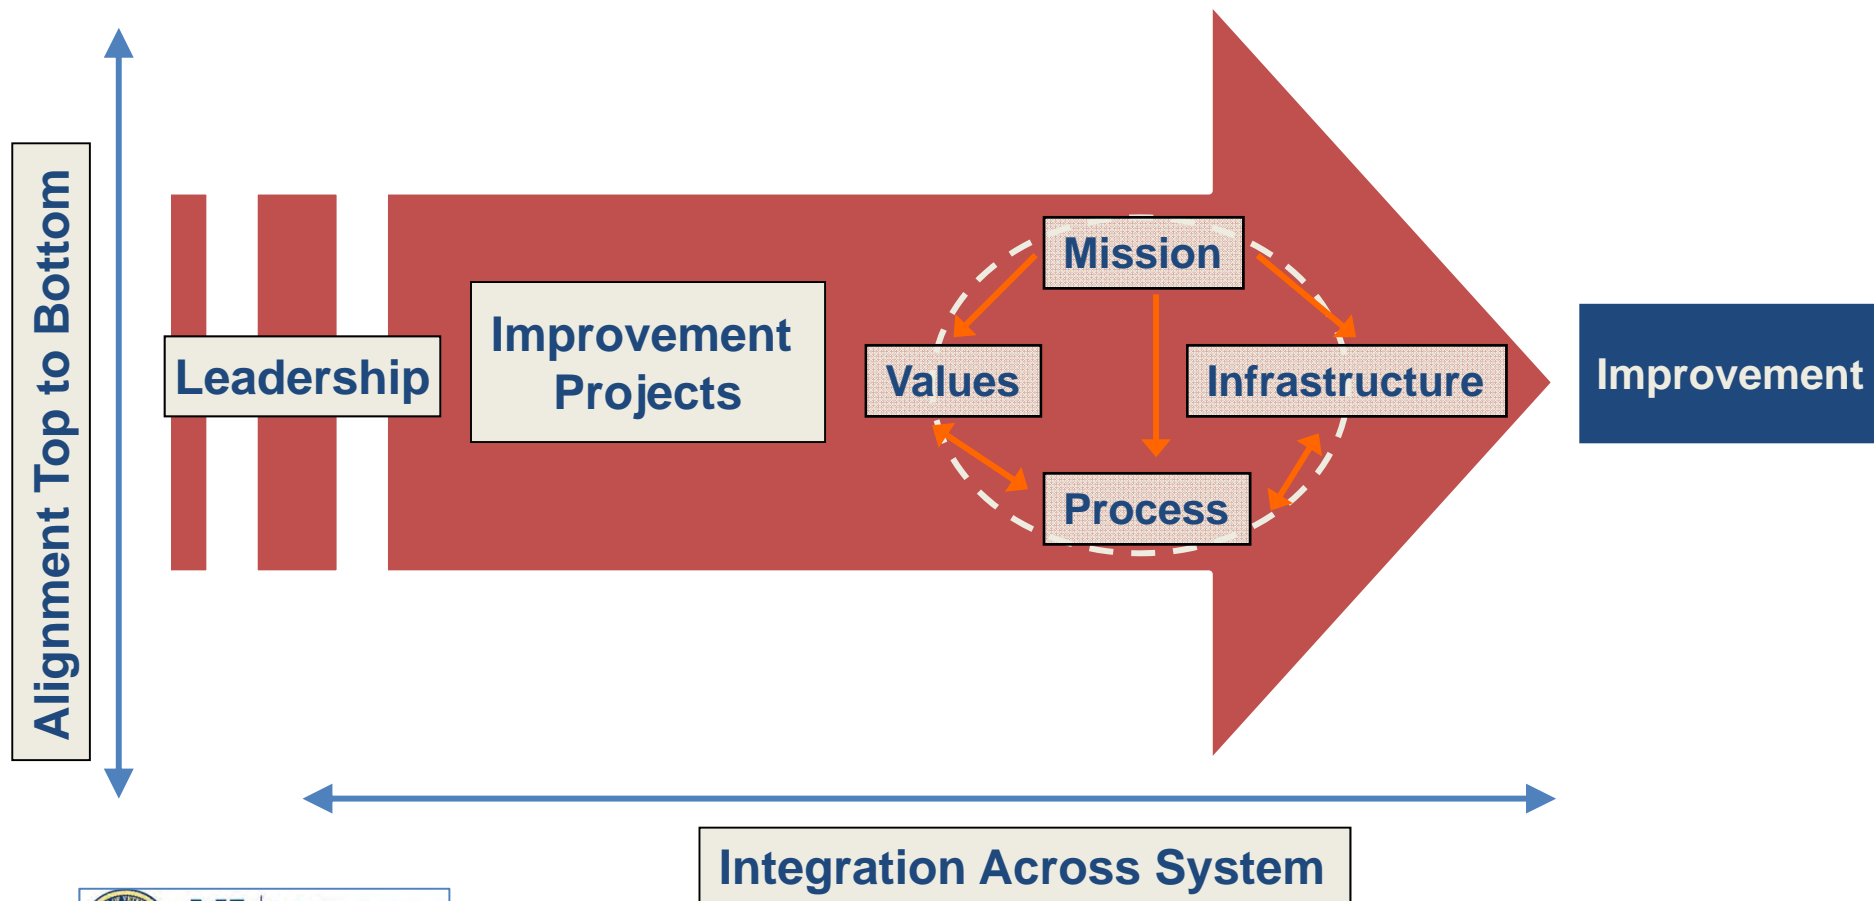 Alignment Top to Bottom
Leadership
Improvement
Projects
Mission
Values
Infrastructure
Process
Improvement
Integration Across System